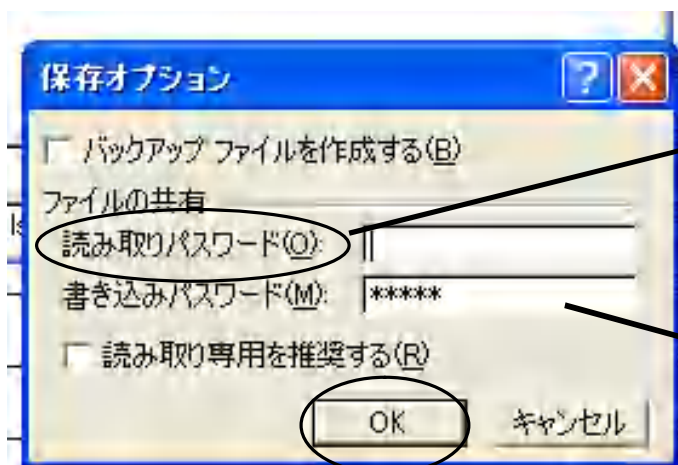 保存オプション
バックアップ ファイルを作成する(B)
ファイルの共有
読み取りパスワード(O):
書き込みパスワード(M): *****
読み取り専用を推奨する(R)
OK キャンセル